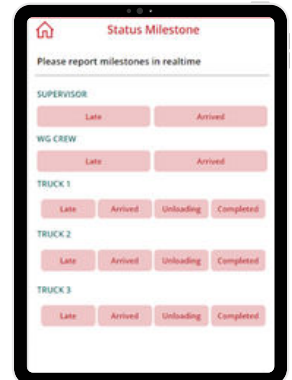 Status Milestone
Please report milestones in realtime
SUPERVISOR
Late Arrived
WG CREW
Late Arrived
TRUCK 1
Late Arrived Unloading Completed
TRUCK 2
Late Arrived Unloading Completed
TRUCK 3
Late Arrived Unloading Completed